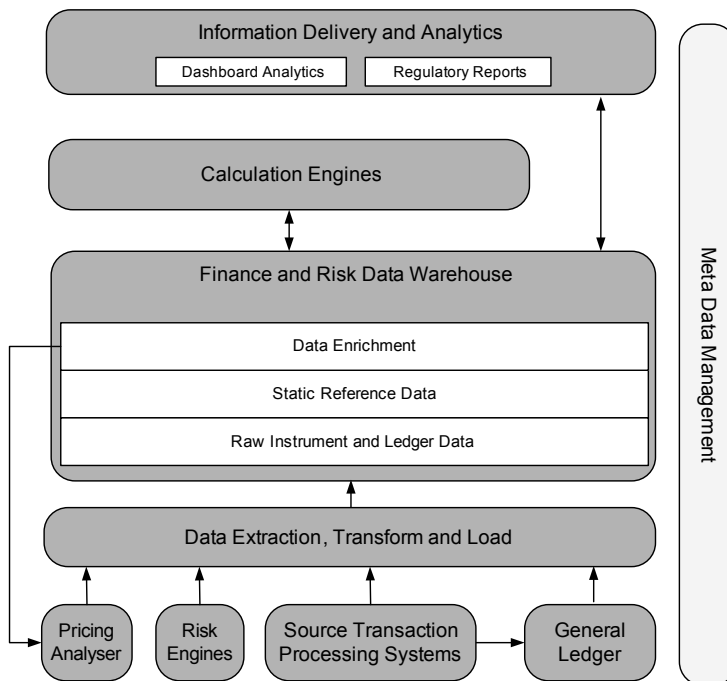 Information Delivery and Analytics
Dashboard Analytics
Regulatory Reports
Calculation Engines
Finance and Risk Data Warehouse
Data Enrichment
Static Reference Data
Raw Instrument and Ledger Data
Data Extraction, Transform and Load
Pricing
Analyser
Risk
Engines
Source Transaction
Processing Systems
General
Ledger
Meta Data Management